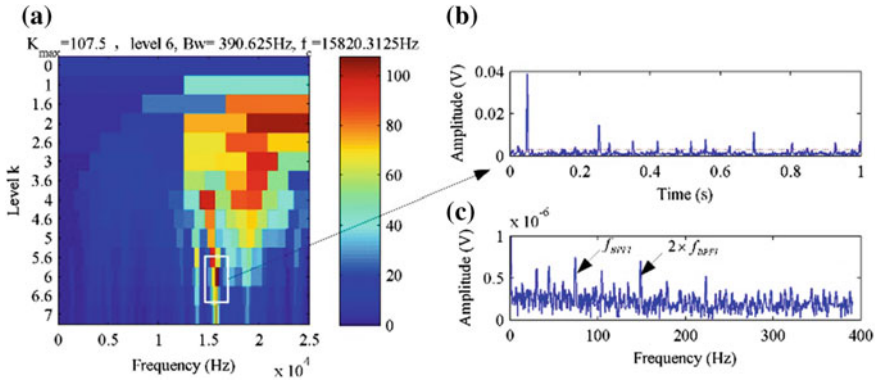 (a)
K max =107.5 , level 6, Bw= 390.625Hz, f c =15820.3125Hz
Level k
0
1
1.6
2
2.6
3
3.6
4
4.6
5
5.6
6
6.6
7
0 0.5 1 1.5 2 2.5
Frequency (Hz) x 10^4
100
80
60
40
20
0
(b)
Amplitude (V)
0.04
0.02
0
0 0.2 0.4 0.6 0.8 1
Time (s)
(c)
x 10^-6
Amplitude (V)
1
0.5
0
f BPFI
2× f BPFI
0 100 200 300 400
Frequency (Hz)